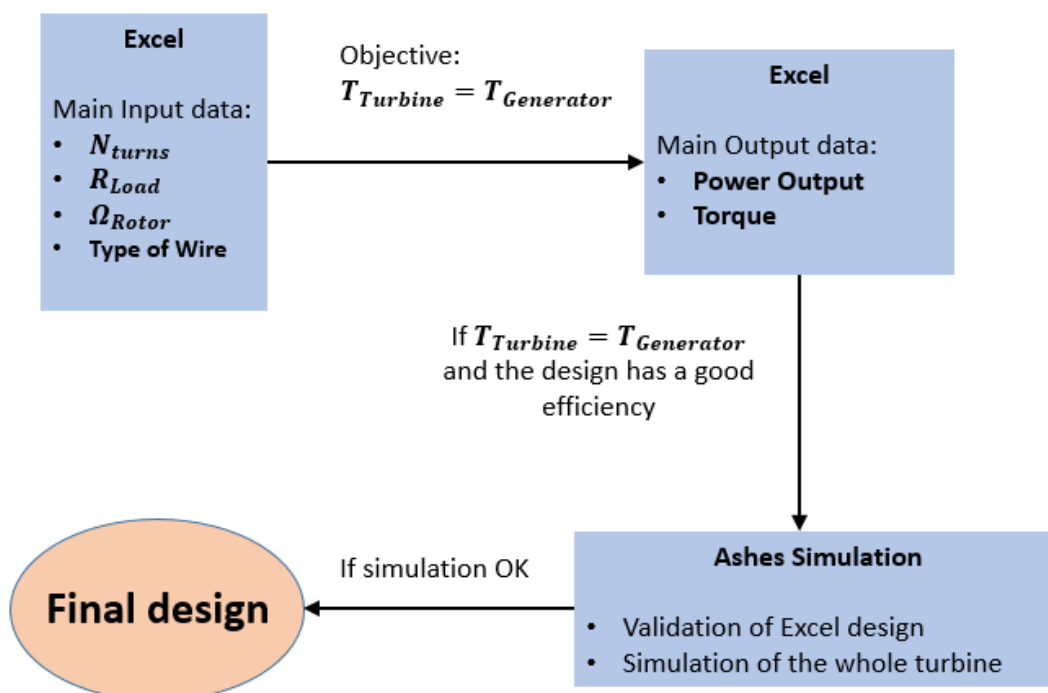 Excel
Main Input data:
• N_turns
• R_Load
• Ω_Rotor
• Type of Wire
Objective:
T_Turbine = T_Generator
Excel
Main Output data:
• Power Output
• Torque
If T_Turbine = T_Generator
and the design has a good
efficiency
Ashes Simulation
• Validation of Excel design
• Simulation of the whole turbine
If simulation OK
Final design